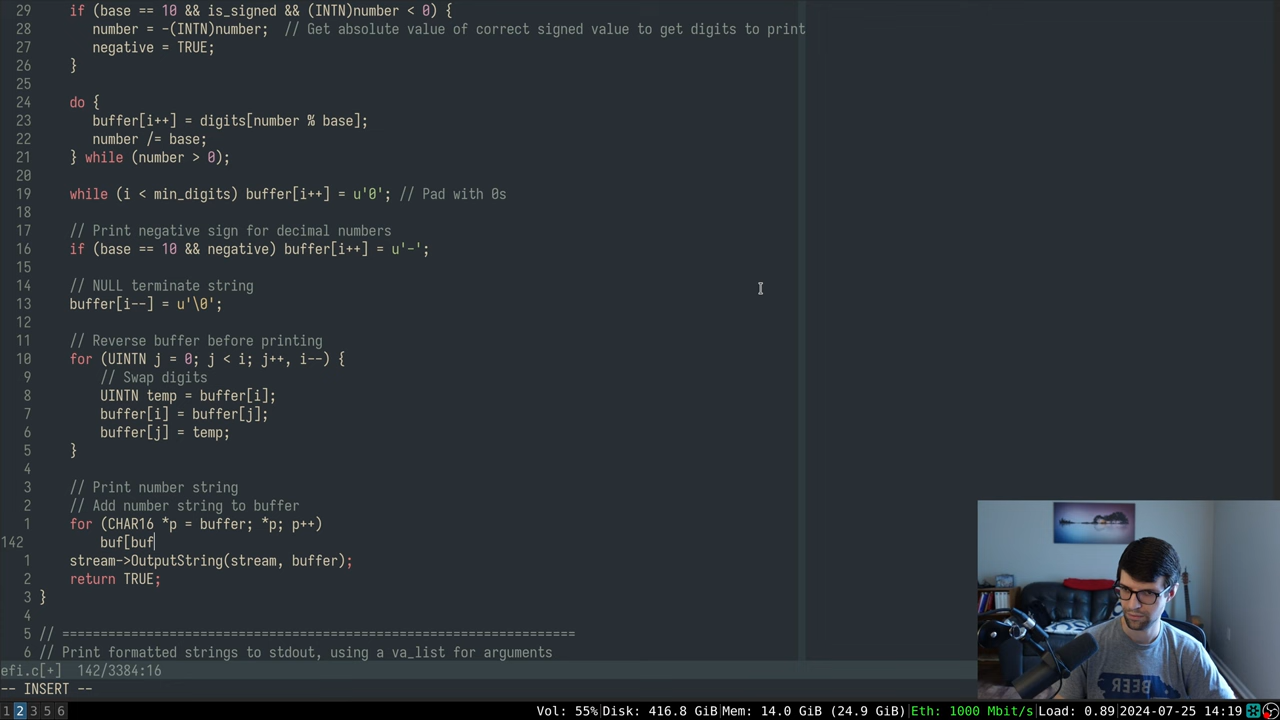 29 if (base == 10 && is_signed && (INTN)number < 0) {
28 number = -(INTN)number; // Get absolute value of correct signed value to get digits to print
27 negative = TRUE;
26 }
25
24 do {
23 buffer[i++] = digits[number % base];
22 number /= base;
21 } while (number > 0);
20
19 while (i < min_digits) buffer[i++] = u'0'; // Pad with 0s
18
17 // Print negative sign for decimal numbers
16 if (base == 10 && negative) buffer[i++] = u'-';
15
14 // NULL terminate string
13 buffer[i--] = u'\0';
12
11 // Reverse buffer before printing
10 for (UINTN j = 0; j < i; j++, i--) {
9 // Swap digits
8 UINTN temp = buffer[i];
7 buffer[i] = buffer[j];
6 buffer[j] = temp;
5 }
4
3 // Print number string
2 // Add number string to buffer
1 for (CHAR16 *p = buffer; *p; p++)
142 buf[buf
1 stream->OutputString(stream, buffer);
2 return TRUE;
3 }
4
5 // ===================================================================
6 // Print formatted strings to stdout, using a va_list for arguments
efi.c[+] 142/3384:16
-- INSERT --
1 2 3 5 6 Vol: 55%|Disk: 416.8 GiB|Mem: 14.0 GiB (24.9 GiB)|Eth: 1000 Mbit/s|Load: 0.89|2024-07-25 14:19
BEER